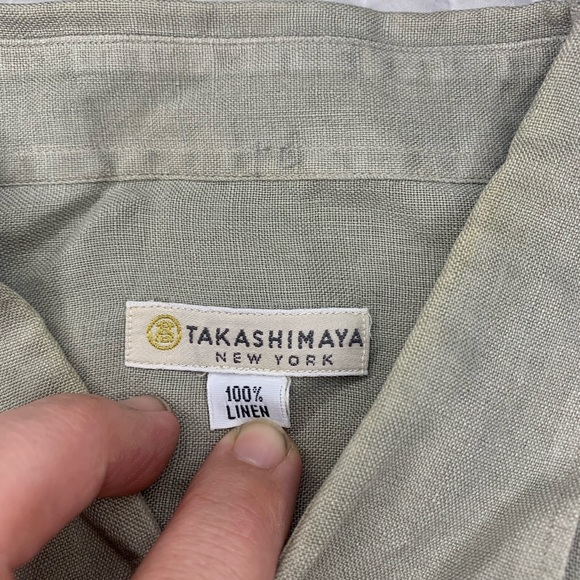 TAKASHIMAYA
NEW YORK
100%
LINEN